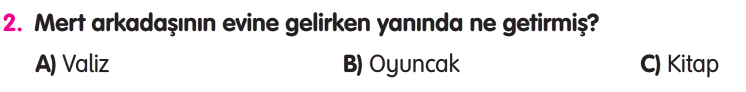 2. Mert arkadaşının evine gelirken yanında ne getirmiş?
A) Valiz B) Oyuncak C) Kitap